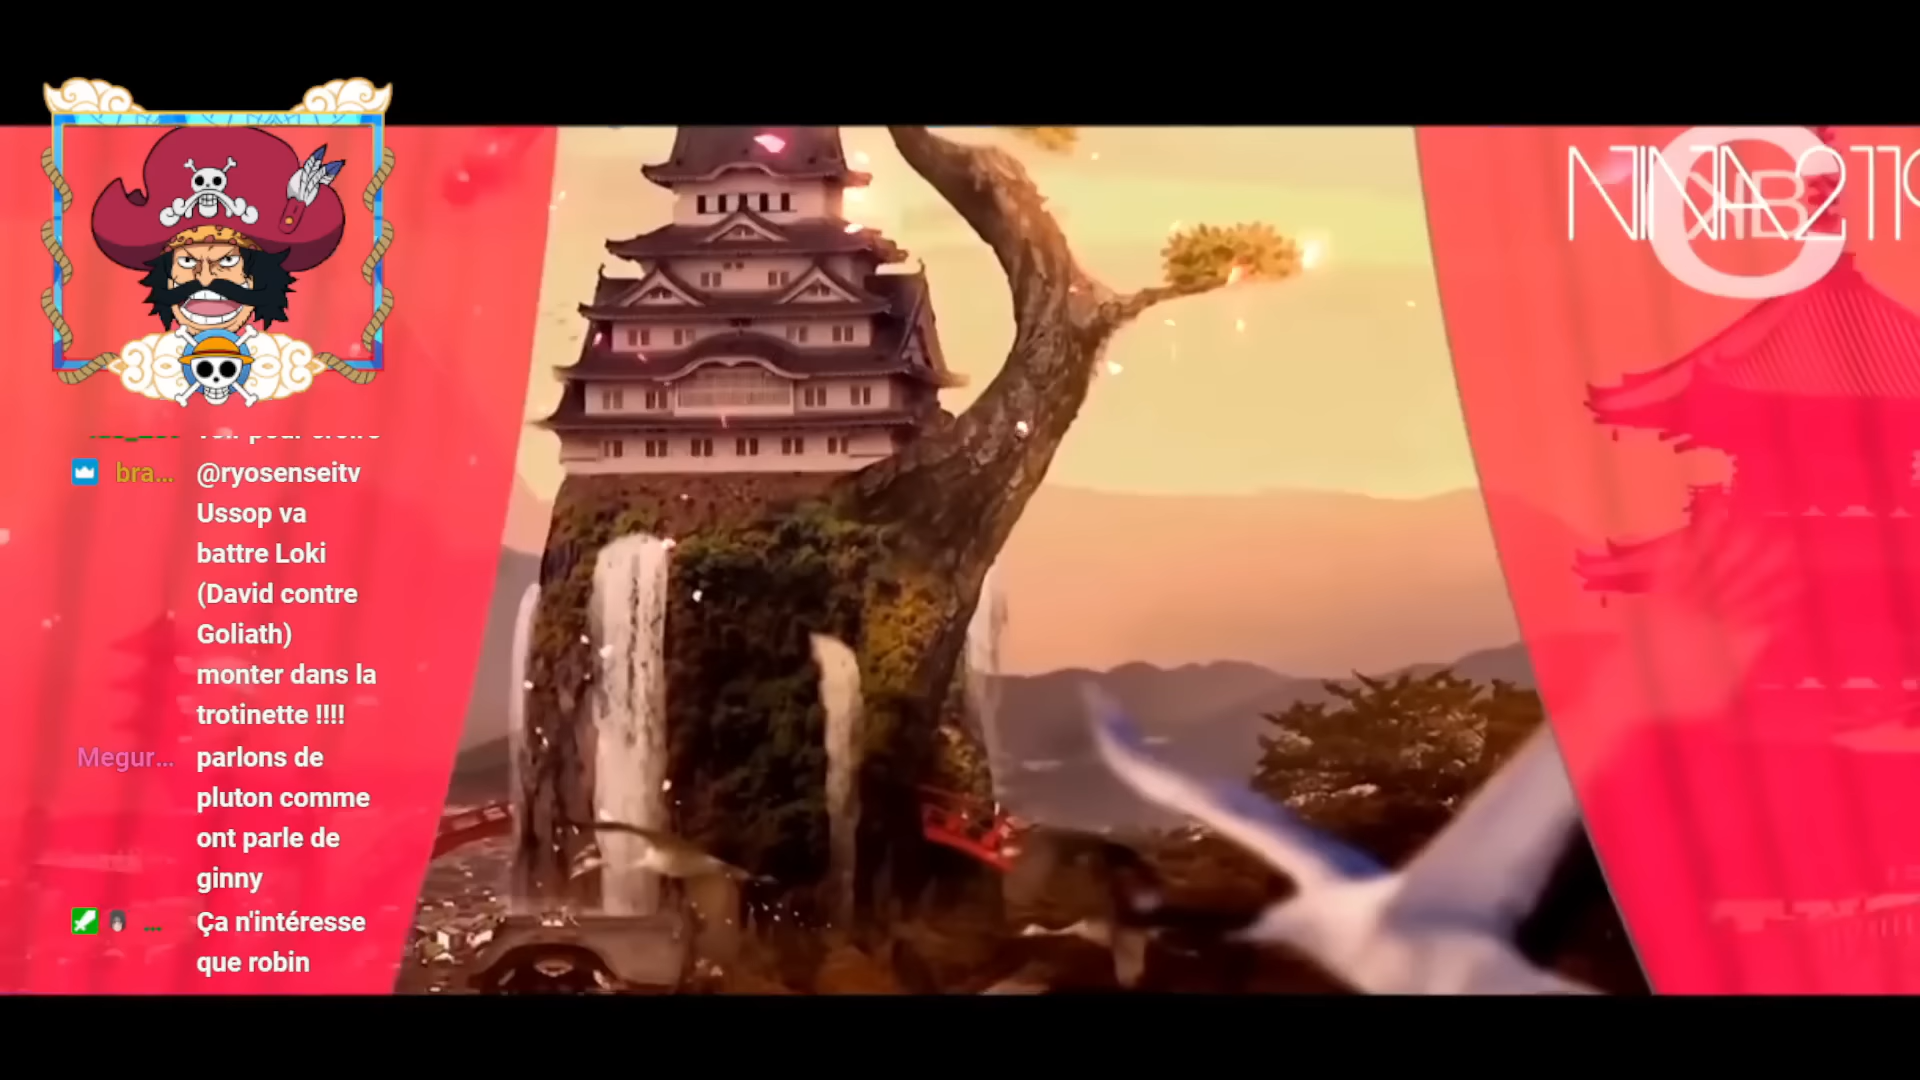 bra... @ryosenseitv
Ussop va
battre Loki
(David contre
Goliath)
monter dans la
trotinette !!!!
Megur... parlons de
pluton comme
ont parle de
ginny
... Ça n'intéresse
que robin